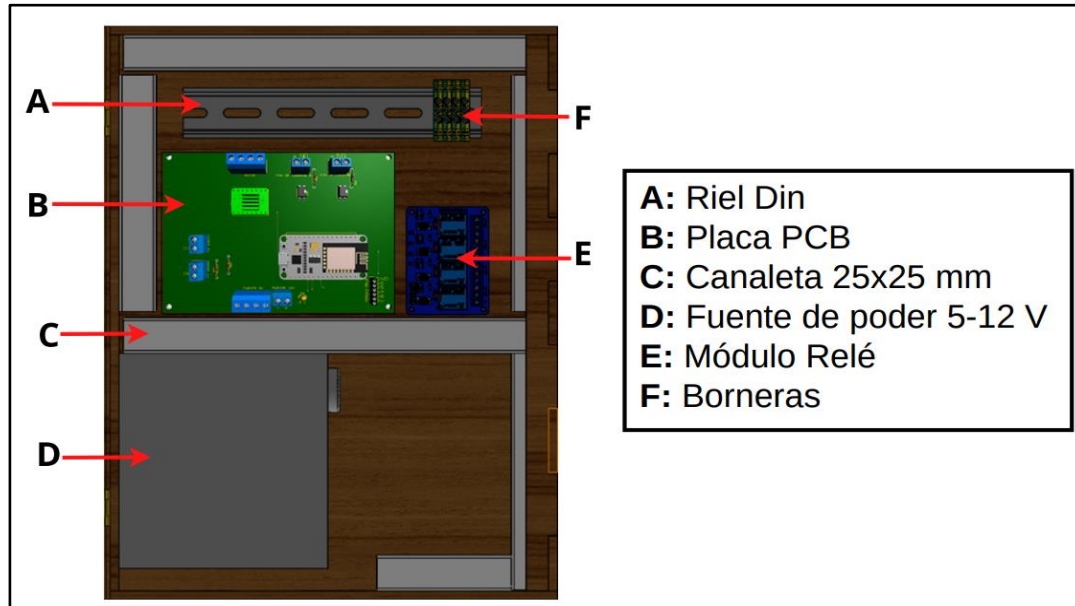 A
F
B
E
C
D
A: Riel Din
B: Placa PCB
C: Canaleta 25x25 mm
D: Fuente de poder 5-12 V
E: Módulo Relé
F: Borneras